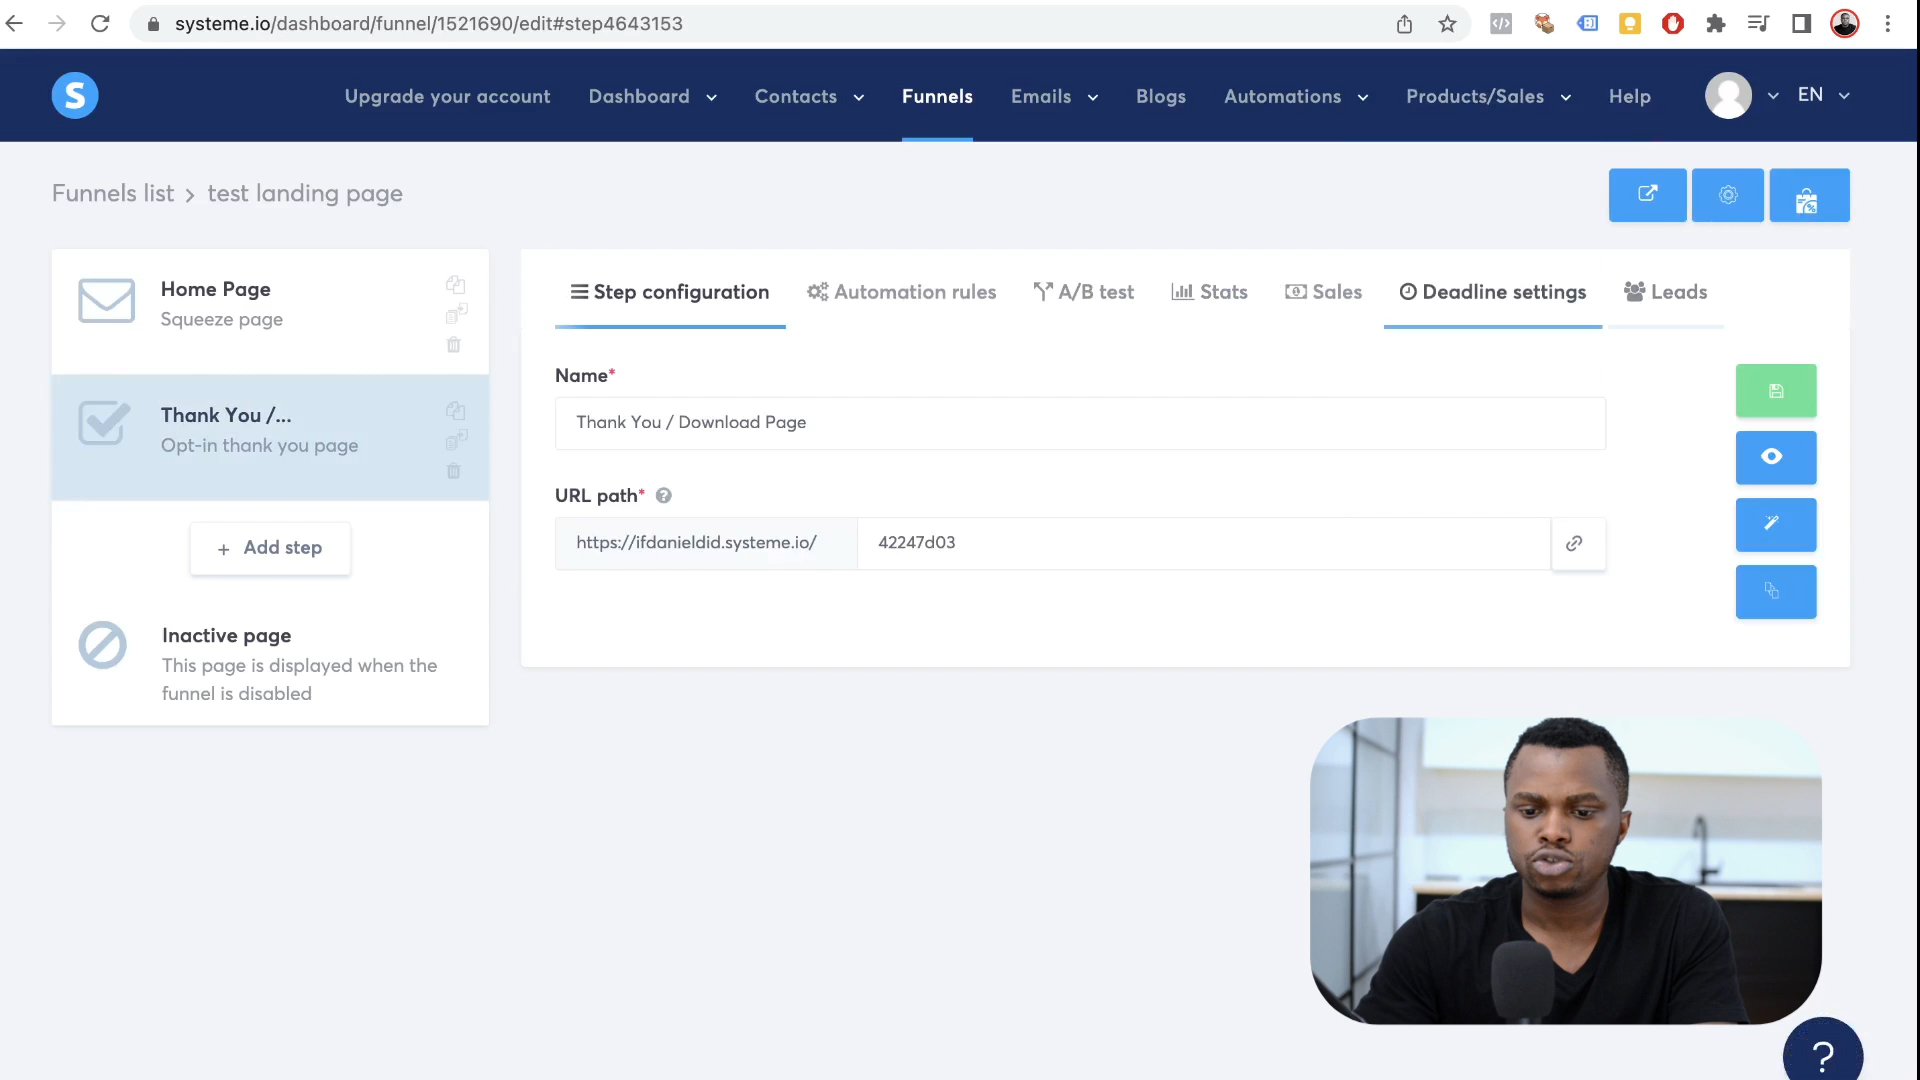 systeme.io/dashboard/funnel/1521690/edit#step4643153
S
Upgrade your account
Dashboard
Contacts
Funnels
Emails
Blogs
Automations
Products/Sales
Help
EN
Funnels list > test landing page
Home Page
Squeeze page
Thank You /...
Opt-in thank you page
+ Add step
Inactive page
This page is displayed when the
funnel is disabled
Step configuration
Automation rules
A/B test
Stats
Sales
Deadline settings
Leads
Name*
Thank You / Download Page
URL path* ?
https://ifdanieldid.systeme.io/
42247d03
?